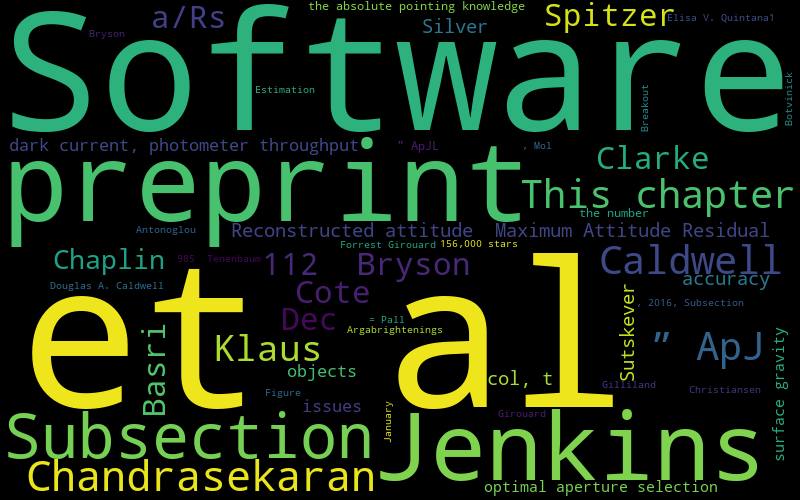 the absolute pointing knowledge
a/Rs
Silver
Spitzer
Elisa V. Quintana1
Bryson
Software
Estimation
Breakout
Botvinick
dark current, photometer throughput
" ApJL
, Mol
Clarke
preprint
This chapter
the number
Antonoglou
Reconstructed attitude
Maximum Attitude Residual
Forrest Girouard
156,000 stars
Chaplin
985
Tenenbaum
112
Bryson
Caldwell
accuracy
Douglas A. Caldwell
Cote
et al
, 2016, Subsection
Dec
= Pall
Argabrightenings
Sutskever
" ApJ
Basri
Klaus
surface gravity
objects
col, t
Gilliland
Christiansen
Figure
issues
January
Girouard
Subsection
Jenkins
Chandrasekaran
optimal aperture selection